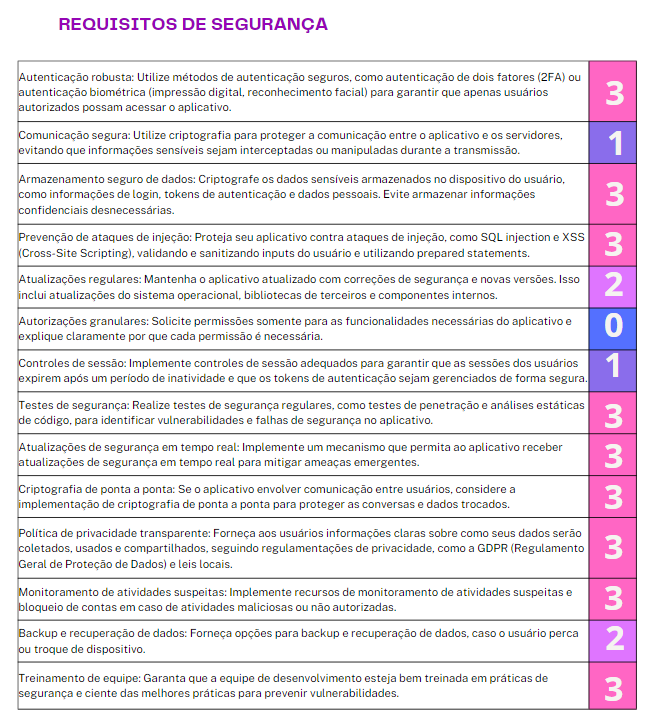 REQUISITOS DE SEGURANÇA
Autenticação robusta: Utilize métodos de autenticação seguros, como autenticação de dois fatores (2FA) ou
autenticação biométrica (impressão digital, reconhecimento facial) para garantir que apenas usuários
autorizados possam acessar o aplicativo.
3
Comunicação segura: Utilize criptografia para proteger a comunicação entre o aplicativo e os servidores,
evitando que informações sensíveis sejam interceptadas ou manipuladas durante a transmissão.
1
Armazenamento seguro de dados: Criptografe os dados sensíveis armazenados no dispositivo do usuário,
como informações de login, tokens de autenticação e dados pessoais. Evite armazenar informações
confidenciais desnecessárias.
3
Prevenção de ataques de injeção: Proteja seu aplicativo contra ataques de injeção, como SQL injection e XSS
(Cross-Site Scripting), validando e sanitizando inputs do usuário e utilizando prepared statements.
3
Atualizações regulares: Mantenha o aplicativo atualizado com correções de segurança e novas versões. Isso
inclui atualizações do sistema operacional, bibliotecas de terceiros e componentes internos.
2
Autorizações granulares: Solicite permissões somente para as funcionalidades necessárias do aplicativo e
explique claramente por que cada permissão é necessária.
0
Controles de sessão: Implemente controles de sessão adequados para garantir que as sessões dos usuários
expirem após um período de inatividade e que os tokens de autenticação sejam gerenciados de forma segura.
1
Testes de segurança: Realize testes de segurança regulares, como testes de penetração e análises estáticas
de código, para identificar vulnerabilidades e falhas de segurança no aplicativo.
3
Atualizações de segurança em tempo real: Implemente um mecanismo que permita ao aplicativo receber
atualizações de segurança em tempo real para mitigar ameaças emergentes.
3
Criptografia de ponta a ponta: Se o aplicativo envolver comunicação entre usuários, considere a
implementação de criptografia de ponta a ponta para proteger as conversas e dados trocados.
3
Política de privacidade transparente: Forneça aos usuários informações claras sobre como seus dados serão
coletados, usados e compartilhados, seguindo regulamentações de privacidade, como a GDPR (Regulamento
Geral de Proteção de Dados) e leis locais.
3
Monitoramento de atividades suspeitas: Implemente recursos de monitoramento de atividades suspeitas e
bloqueio de contas em caso de atividades maliciosas ou não autorizadas.
3
Backup e recuperação de dados: Forneça opções para backup e recuperação de dados, caso o usuário perca
ou troque de dispositivo.
2
Treinamento de equipe: Garanta que a equipe de desenvolvimento esteja bem treinada em práticas de
segurança e ciente das melhores práticas para prevenir vulnerabilidades.
3